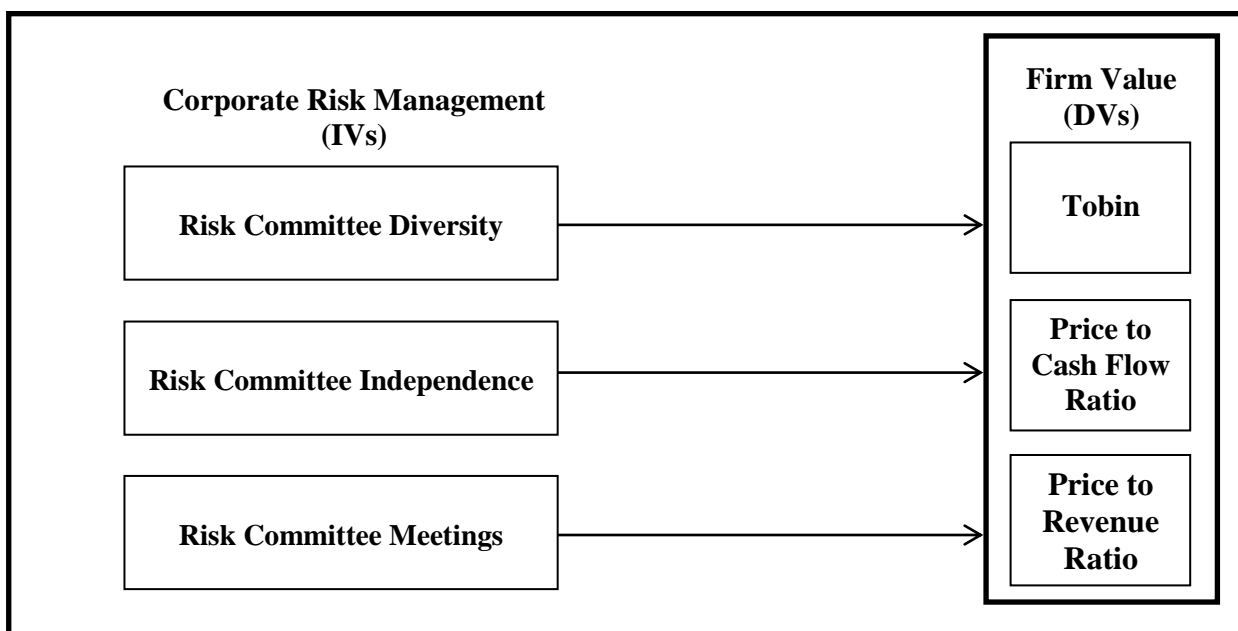 Corporate Risk Management
(IVs)
Risk Committee Diversity
Risk Committee Independence
Risk Committee Meetings
Firm Value
(DVs)
Tobin
Price to
Cash Flow
Ratio
Price to
Revenue
Ratio